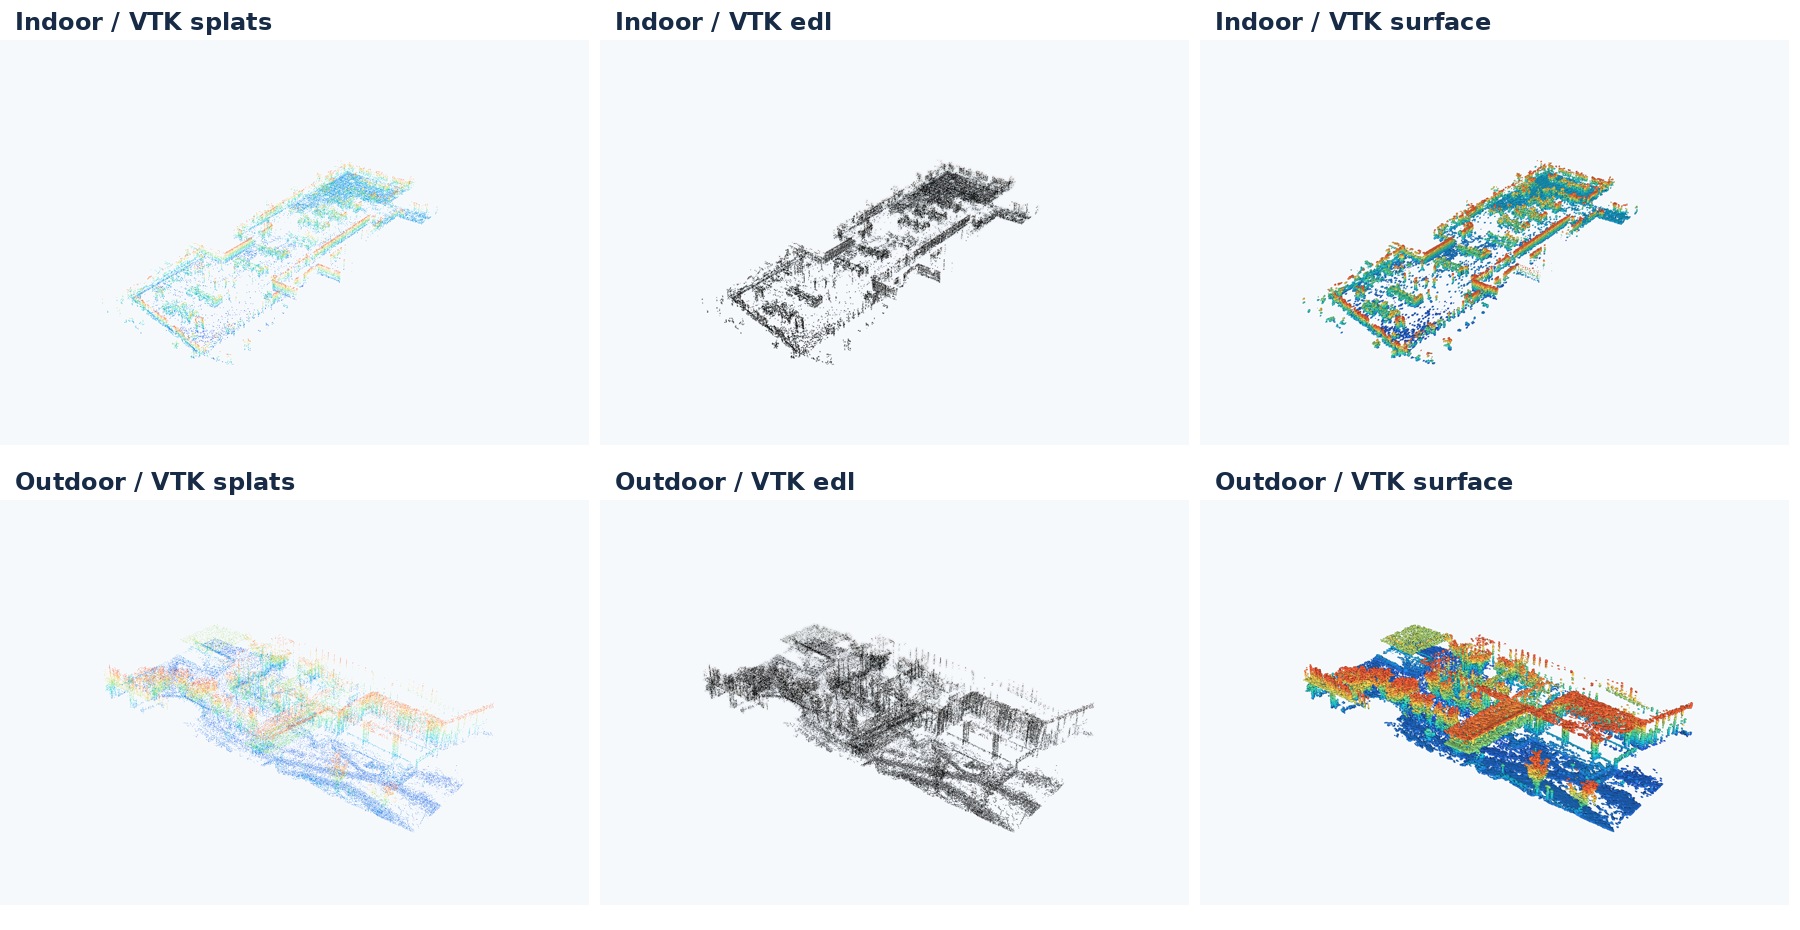 Indoor / VTK splats
Indoor / VTK edl
Indoor / VTK surface
Outdoor / VTK splats
Outdoor / VTK edl
Outdoor / VTK surface